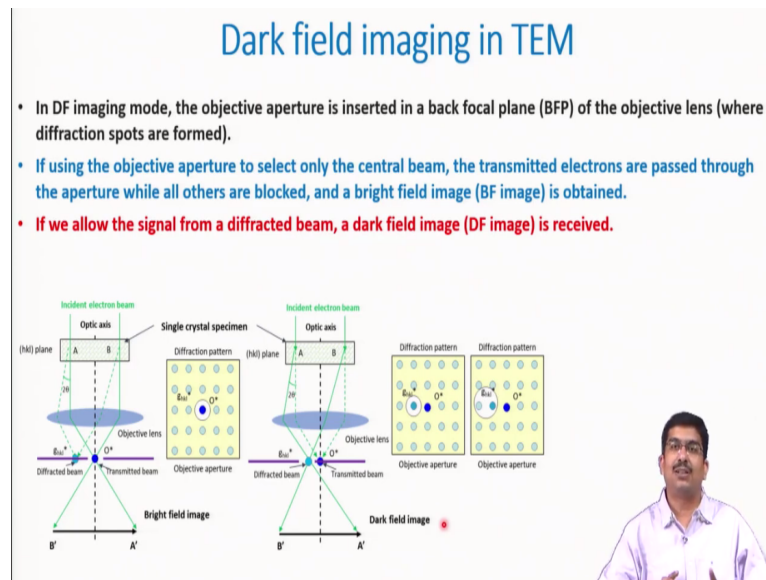 Dark field imaging in TEM
• In DF imaging mode, the objective aperture is inserted in a back focal plane (BFP) of the objective lens (where
diffraction spots are formed).
• If using the objective aperture to select only the central beam, the transmitted electrons are passed through
the aperture while all others are blocked, and a bright field image (BF image) is obtained.
• If we allow the signal from a diffracted beam, a dark field image (DF image) is received.
Incident electron beam
Optic axis
Single crystal specimen
(hkl) plane
A
B
2θ
Diffraction pattern
g(hkl)*
O*
Objective lens
g(hkl)*
O*
Diffracted beam
Transmitted beam
Objective aperture
Bright field image
B'
A'
Incident electron beam
Optic axis
(hkl) plane
A
B
2θ
Objective lens
g(hkl)*
O*
Diffracted beam
Transmitted beam
Dark field image
B'
A'
Diffraction pattern
g(hkl)*
O*
Objective aperture
Diffraction pattern
g(hkl)*
O*
Objective aperture